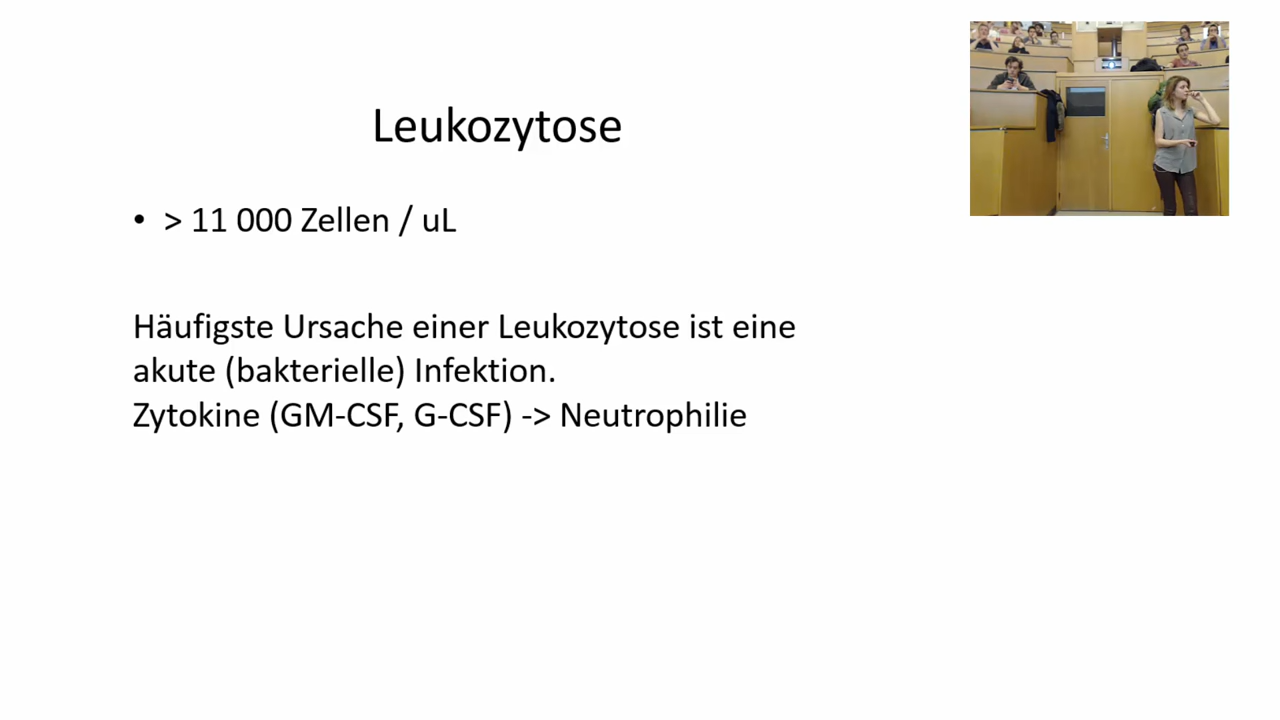 Leukozytose
• > 11 000 Zellen / uL
Häufigste Ursache einer Leukozytose ist eine
akute (bakterielle) Infektion.
Zytokine (GM-CSF, G-CSF) -> Neutrophilie